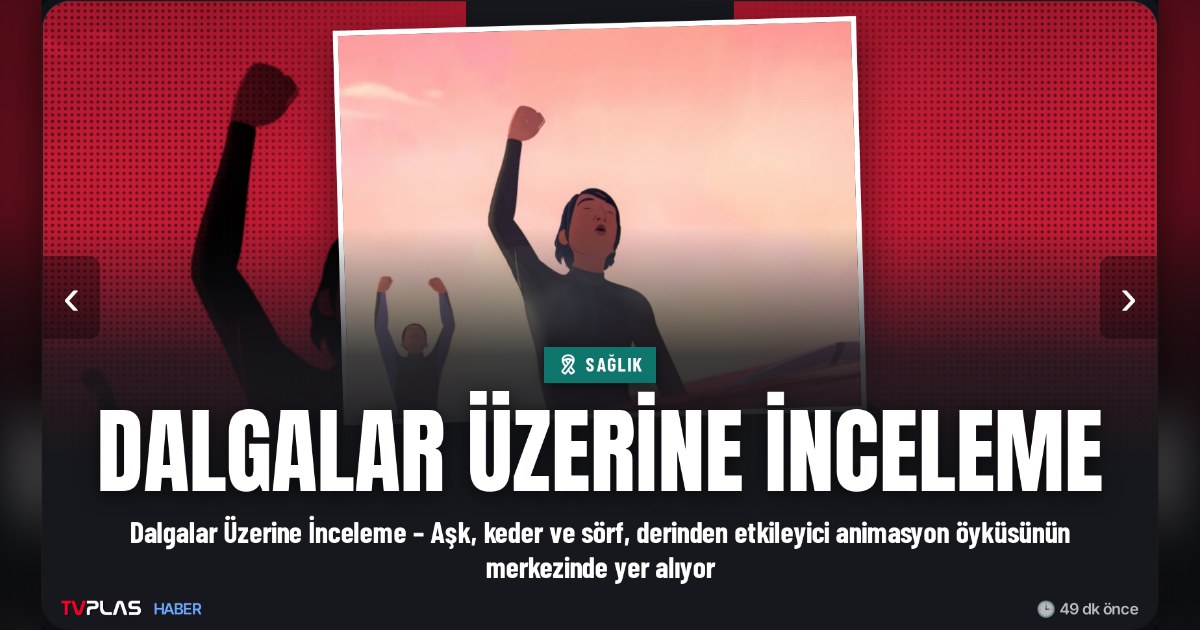 SAĞLIK
DALGALAR ÜZERİNE İNCELEME
Dalgalar Üzerine İnceleme – Aşk, keder ve sörf, derinden etkileyici animasyon öyküsünün
merkezinde yer alıyor
TVPLAS HABER
49 dk önce